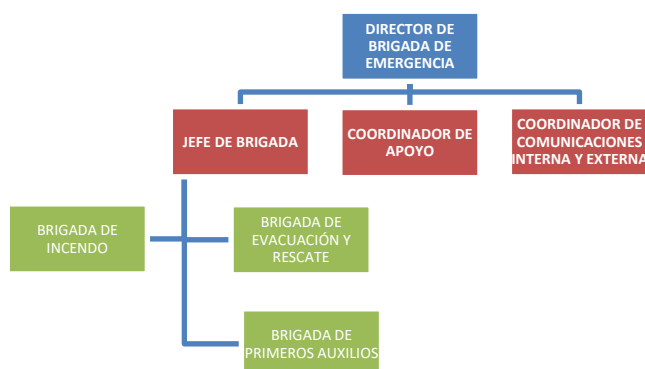 DIRECTOR DE
BRIGADA DE
EMERGENCIA
JEFE DE BRIGADA
COORDINADOR DE
APOYO
COORDINADOR DE
COMUNICACIONES
INTERNA Y EXTERNA
BRIGADA DE
INCENDO
BRIGADA DE
EVACUACIÓN Y
RESCATE
BRIGADA DE
PRIMEROS AUXILIOS